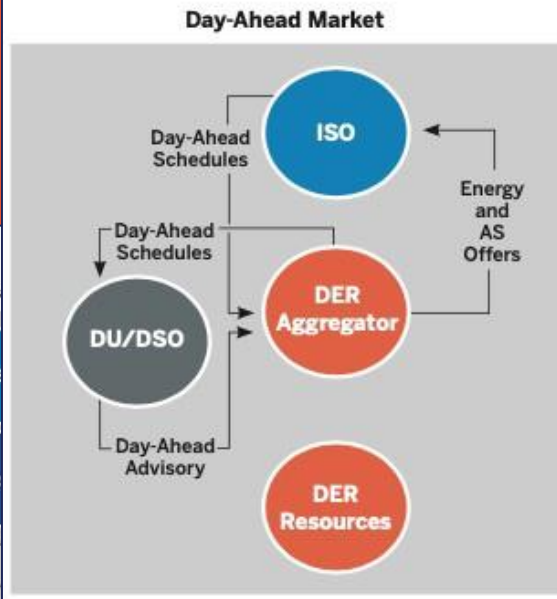 Day-Ahead Market
ISO
Day-Ahead
Schedules
Energy
and
AS
Offers
Day-Ahead
Schedules
DER
Aggregator
DU/DSO
Day-Ahead
Advisory
DER
Resources